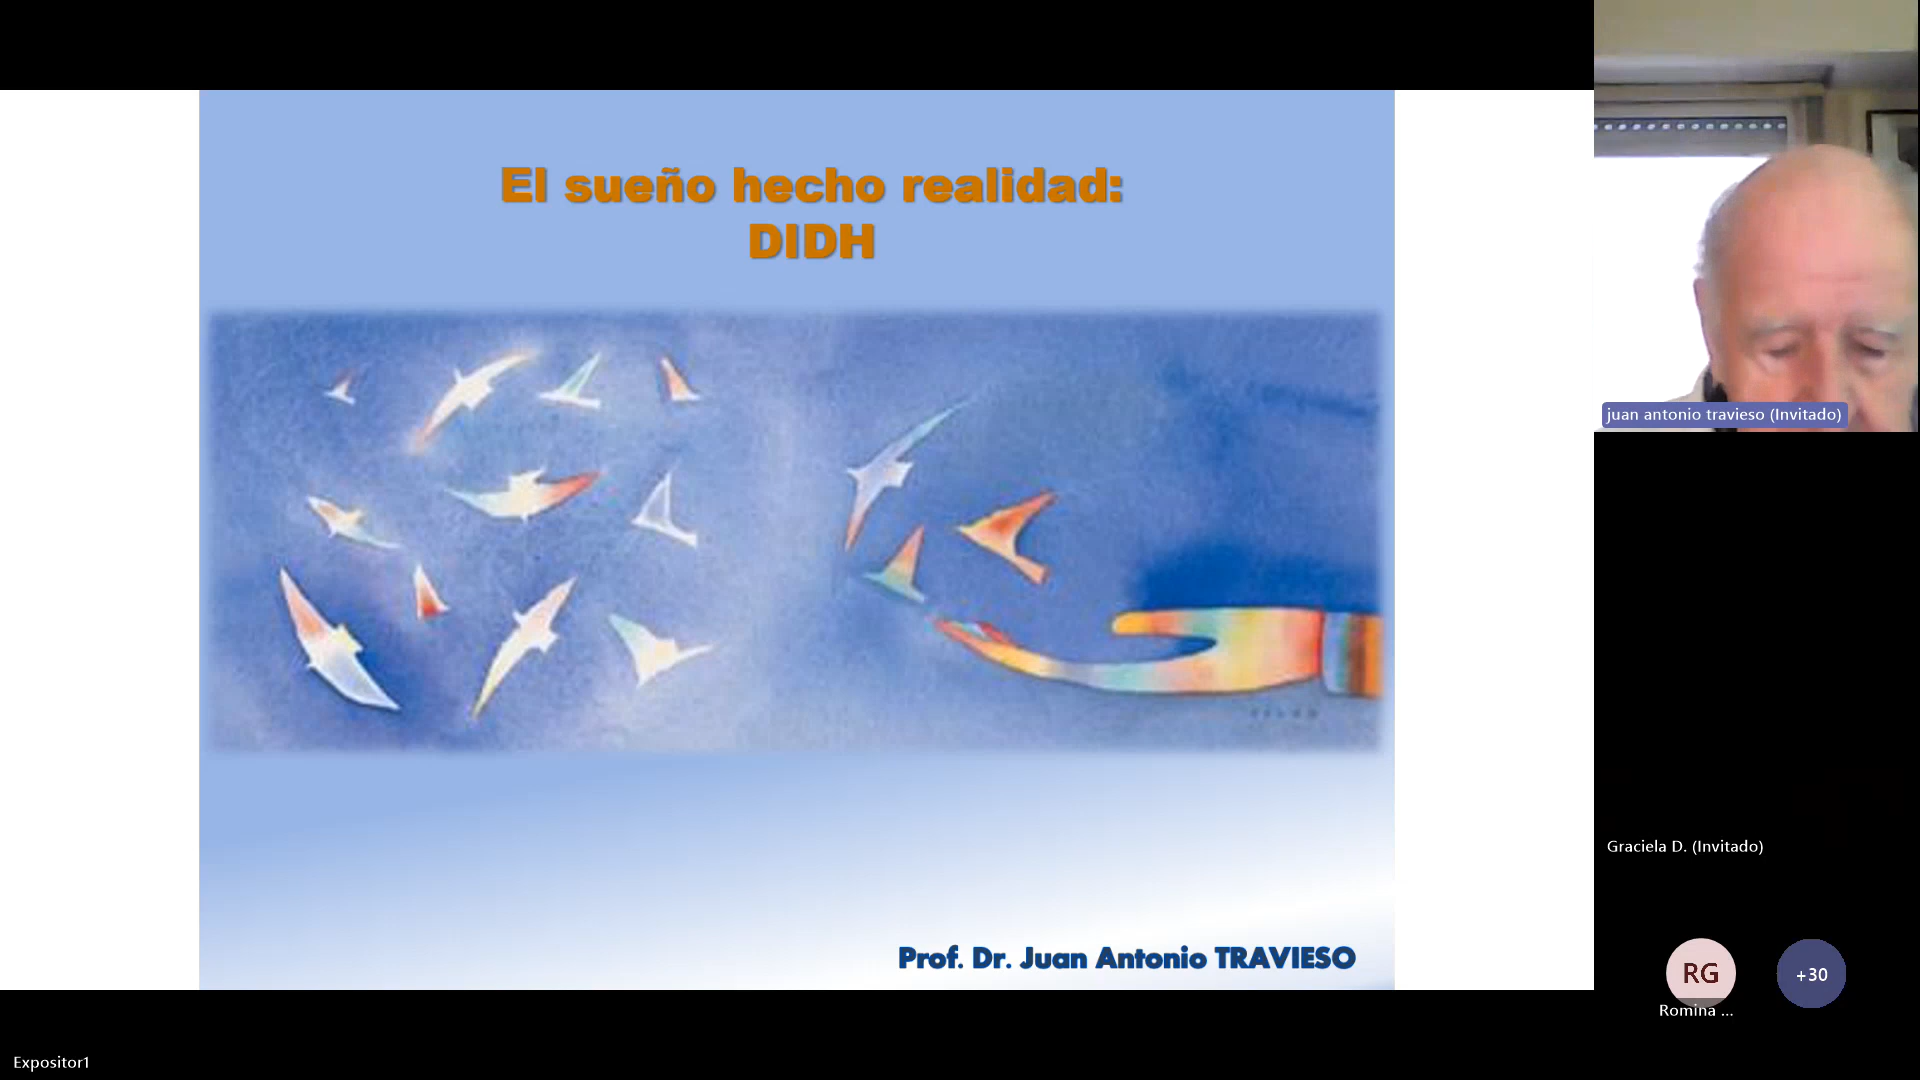 El sueño hecho realidad:
DIDH
Prof. Dr. Juan Antonio TRAVIESO
juan antonio travieso (Invitado)
Graciela D. (Invitado)
RG
+30
Romina ...
Expositor1